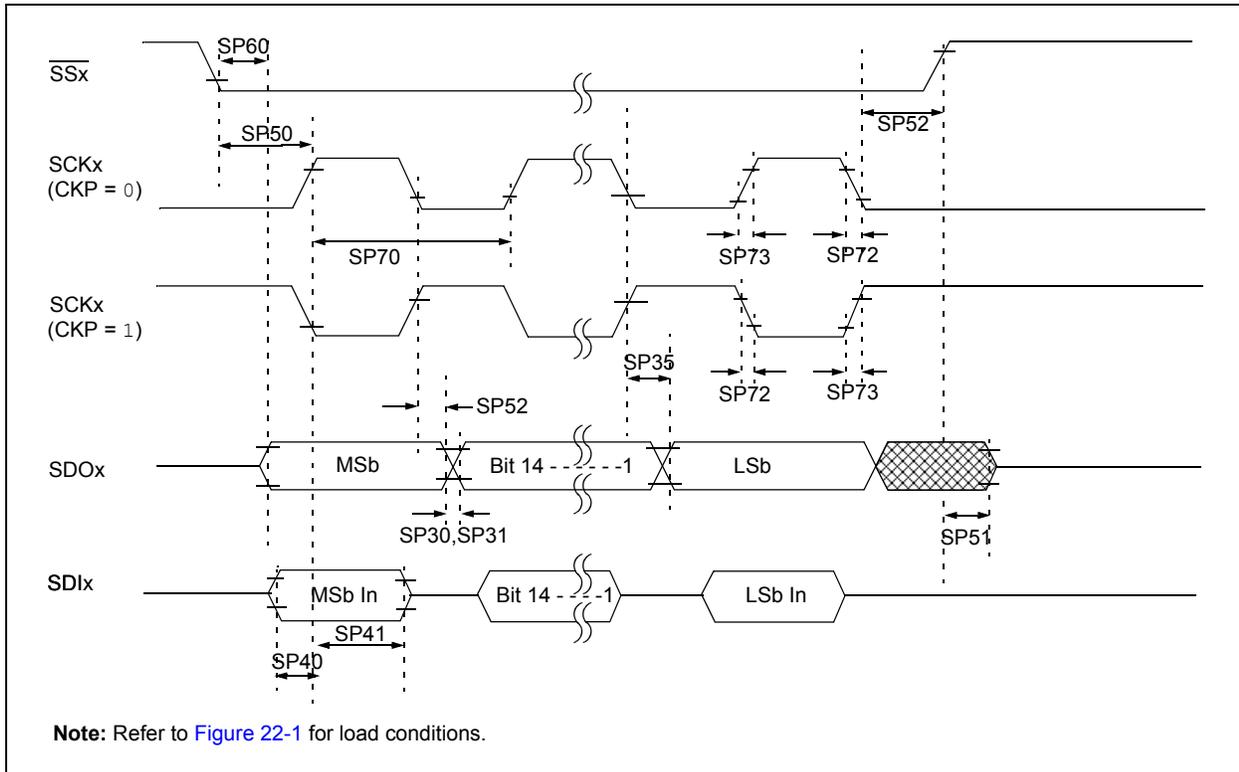 SP60
SSx
SP52
SP50
SCKx
(CKP = 0)
SP70
SP73
SP72
SCKx
(CKP = 1)
SP35
SP72
SP73
SP52
SDOx
MSb
Bit 14 - - - - - -1
LSb
SP30,SP31
SP51
SDIx
MSb In
Bit 14 - - - -1
LSb In
SP41
SP40
Note: Refer to Figure 22-1 for load conditions.